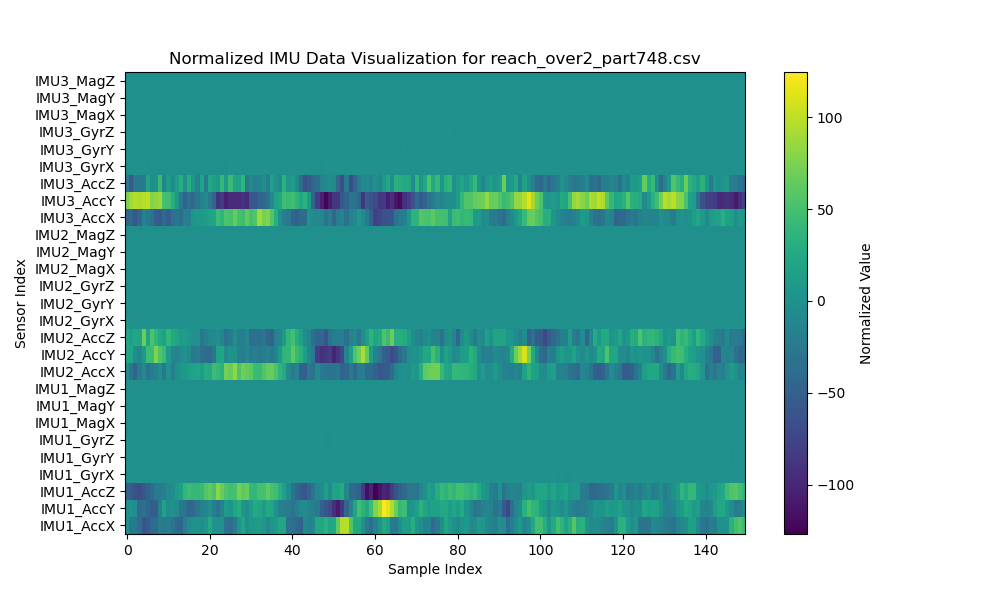 Normalized IMU Data Visualization for reach_over2_part748.csv
IMU3_MagZ
IMU3_MagY
IMU3_MagX
IMU3_GyrZ
IMU3_GyrY
IMU3_GyrX
IMU3_AccZ
IMU3_AccY
IMU3_AccX
IMU2_MagZ
IMU2_MagY
IMU2_MagX
IMU2_GyrZ
IMU2_GyrY
IMU2_GyrX
IMU2_AccZ
IMU2_AccY
IMU2_AccX
IMU1_MagZ
IMU1_MagY
IMU1_MagX
IMU1_GyrZ
IMU1_GyrY
IMU1_GyrX
IMU1_AccZ
IMU1_AccY
IMU1_AccX
Sensor Index
0 20 40 60 80 100 120 140
Sample Index
100
50
0
−50
−100
Normalized Value